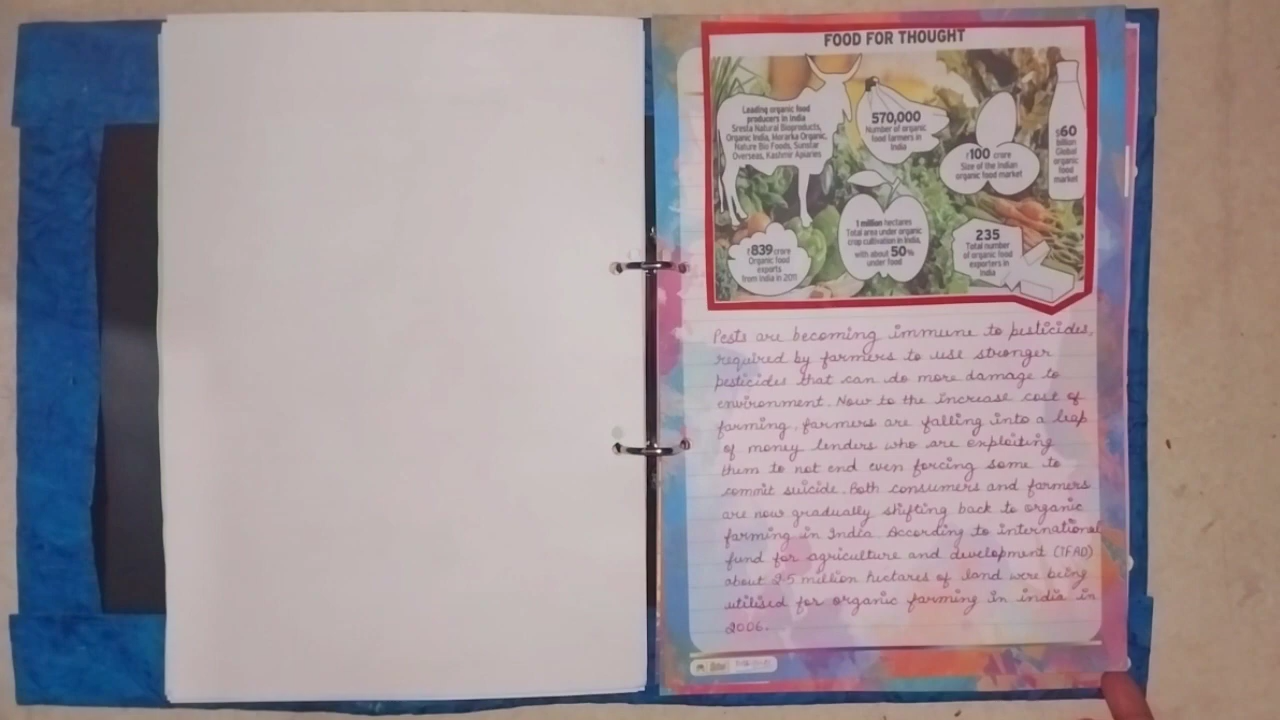 FOOD FOR THOUGHT
Leading organic food
producers in India
Sresta Natural Bioproducts,
Organic India, Morarka Organic,
Nature Bio Foods, Sunstar
Overseas, Kashmir Apiaries
570,000
Number of organic
food farmers in
India
₹100 crore
Size of the Indian
organic food market
$60
billion
Global
organic
food
market
₹839 crore
Organic food
exports
from India in 2011
1 million hectares
Total area under organic
crop cultivation in India,
with about 50%
under food
235
Total number
of organic food
exporters in
India
Pests are becoming immune to pesticides,
required by farmers to use stronger
pesticides that can do more damage to
environment. Now to the increase cost of
farming, farmers are falling into a
of money lenders who are exploiting
them to not end even forcing some to
commit suicide. Both consumers and farmers
are now gradually shifting back to organic
farming in India. According to international
fund for agriculture and development (IFAD)
about 2.5 million hectares of land were being
utilised for organic farming in india in
2006.